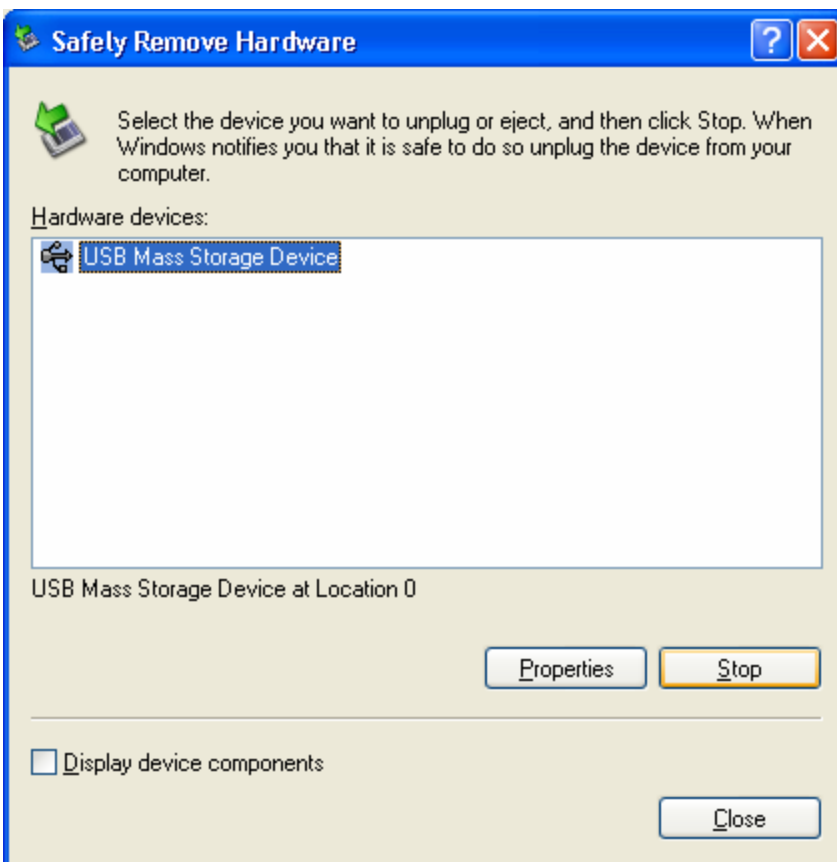 Safely Remove Hardware
Select the device you want to unplug or eject, and then click Stop. When
Windows notifies you that it is safe to do so unplug the device from your
computer.
Hardware devices:
USB Mass Storage Device
USB Mass Storage Device at Location 0
Properties Stop
Display device components
Close